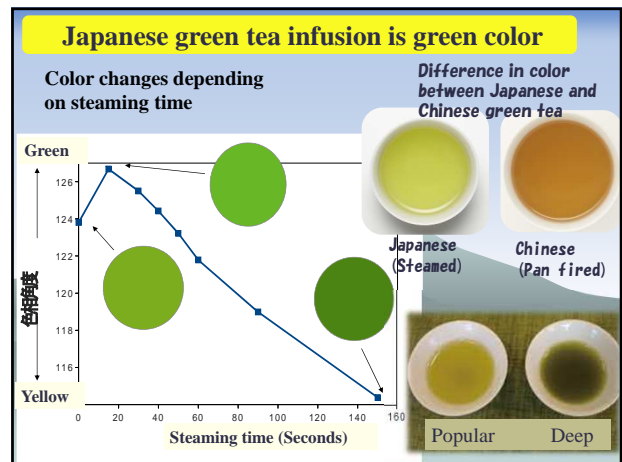 Japanese green tea infusion is green color
Color changes depending
on steaming time
Difference in color
between Japanese and
Chinese green tea
Green
126
124
122
120
118
116
色相角度
Yellow
0
20
40
60
80
100
120
140
160
Steaming time (Seconds)
Japanese
(Steamed)
Chinese
(Pan fired)
Popular
Deep